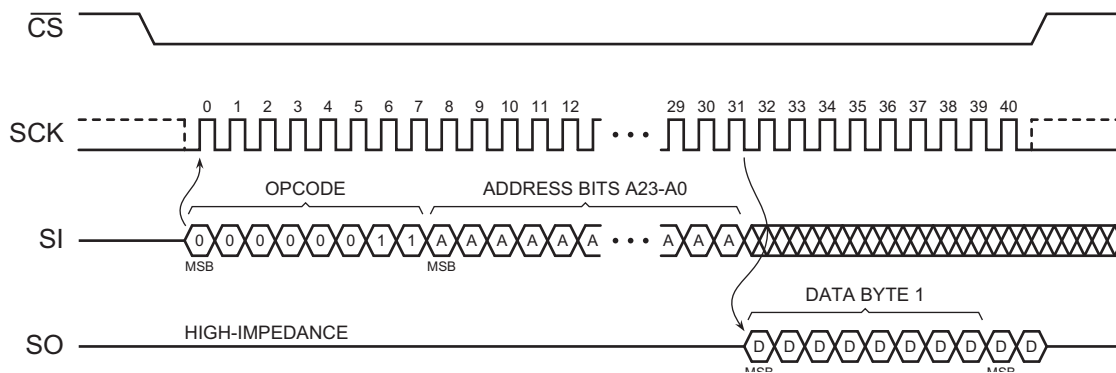 CS
0 1 2 3 4 5 6 7 8 9 10 11 12 29 30 31 32 33 34 35 36 37 38 39 40
SCK
OPCODE ADDRESS BITS A23-A0
SI 0 0 0 0 0 0 1 1 A A A A A A A A A
MSB MSB
DATA BYTE 1
HIGH-IMPEDANCE
SO D D D D D D D D D D
MSB MSB